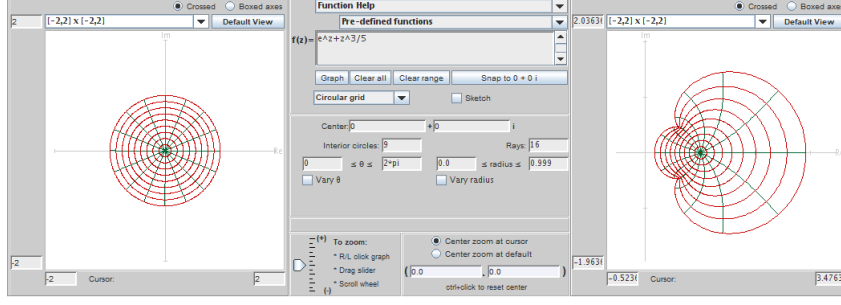 Crossed Boxed axes
2 [-2,2] x [-2,2] Default View
Im
Re
-2
-2 Cursor: 2
Function Help
Pre-defined functions
f(z)= e^z+z^3/5
Graph Clear all Clear range Snap to 0 + 0 i
Circular grid Sketch
Center: 0 + 0 i
Interior circles: 9 Rays: 16
0 ≤ θ ≤ 2*pi 0.0 ≤ radius ≤ 0.999
Vary θ Vary radius
(+) To zoom:
* R/L click graph
* Drag slider
* Scroll wheel
(-)
Center zoom at cursor
Center zoom at default
( 0.0 , 0.0 )
ctrl+click to reset center
Crossed Boxed axes
[-2,2] x [-2,2] Default View
Im
-0.523 Cursor: